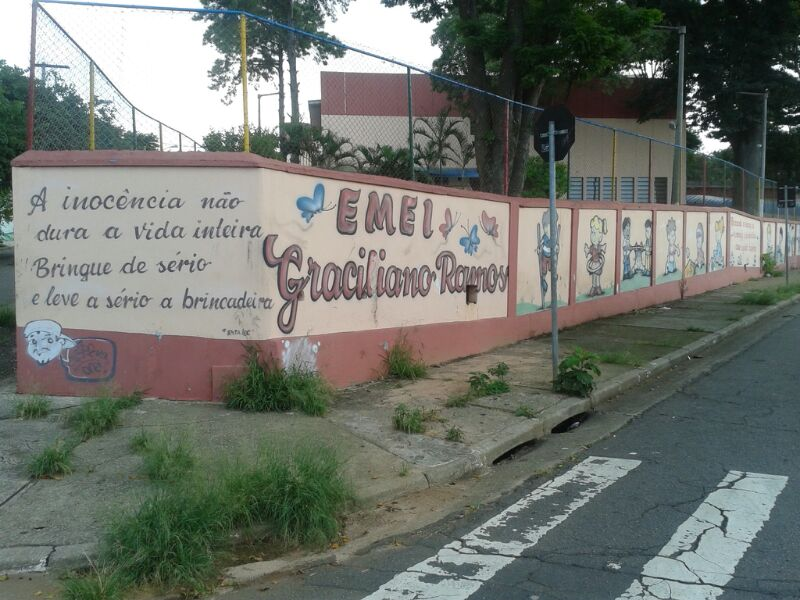 A inocência não
dura a vida inteira
Brinque de sério
e leve a sério a brincadeira
EMEI
Graciliano Ramos